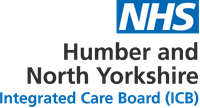 NHS
Humber and
North Yorkshire
Integrated Care Board (ICB)